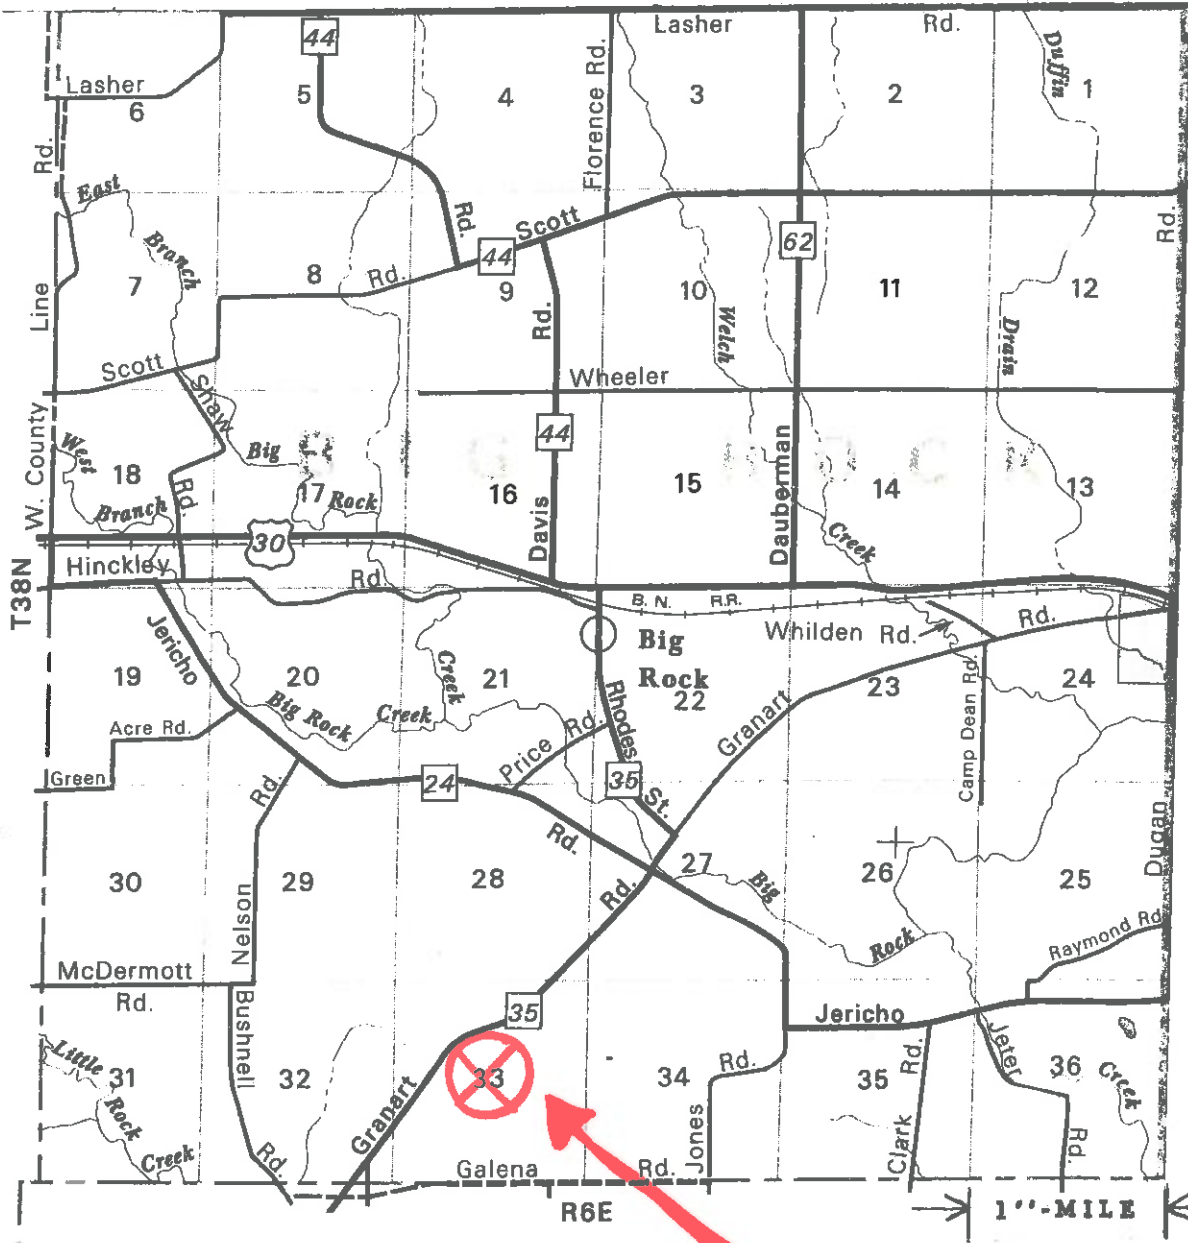 44
Lasher
Rd.
Lasher
6
5
4
Florence Rd.
3
2
Duffin
1
Rd.
East
Branch
Rd.
44
Scott
62
Rd.
7
8
Rd.
9
10
11
12
Line
Rd.
Welch
Drain
Scott
Shaw
Wheeler
W. County
West
18
Branch
Rd.
Big
17
Rock
16
44
Davis
15
Dauberman
14
Creek
13
30
T38N
Hinckley
Rd.
B. N. R.R.
Whilden Rd.
Rd.
Big
Rock
Jericho
19
20
21
Creek
22
23
24
Big Rock
Creek
Rhodes
Granart
Camp Dean Rd.
Acre Rd.
Green
Rd.
24
Price Rd.
35
St.
Rd.
27
Big
26
Dugan
25
30
Nelson
29
28
Rd.
Rock
Raymond Rd
McDermott
Rd.
Bushnell
35
Jericho
Jeter
Little
31
Rock
Creek
32
Granart
33
34
Rd.
35
Rd.
36
Creek
Jones
Clark
Rd.
Rd.
Galena
Rd.
R6E
1''-MILE